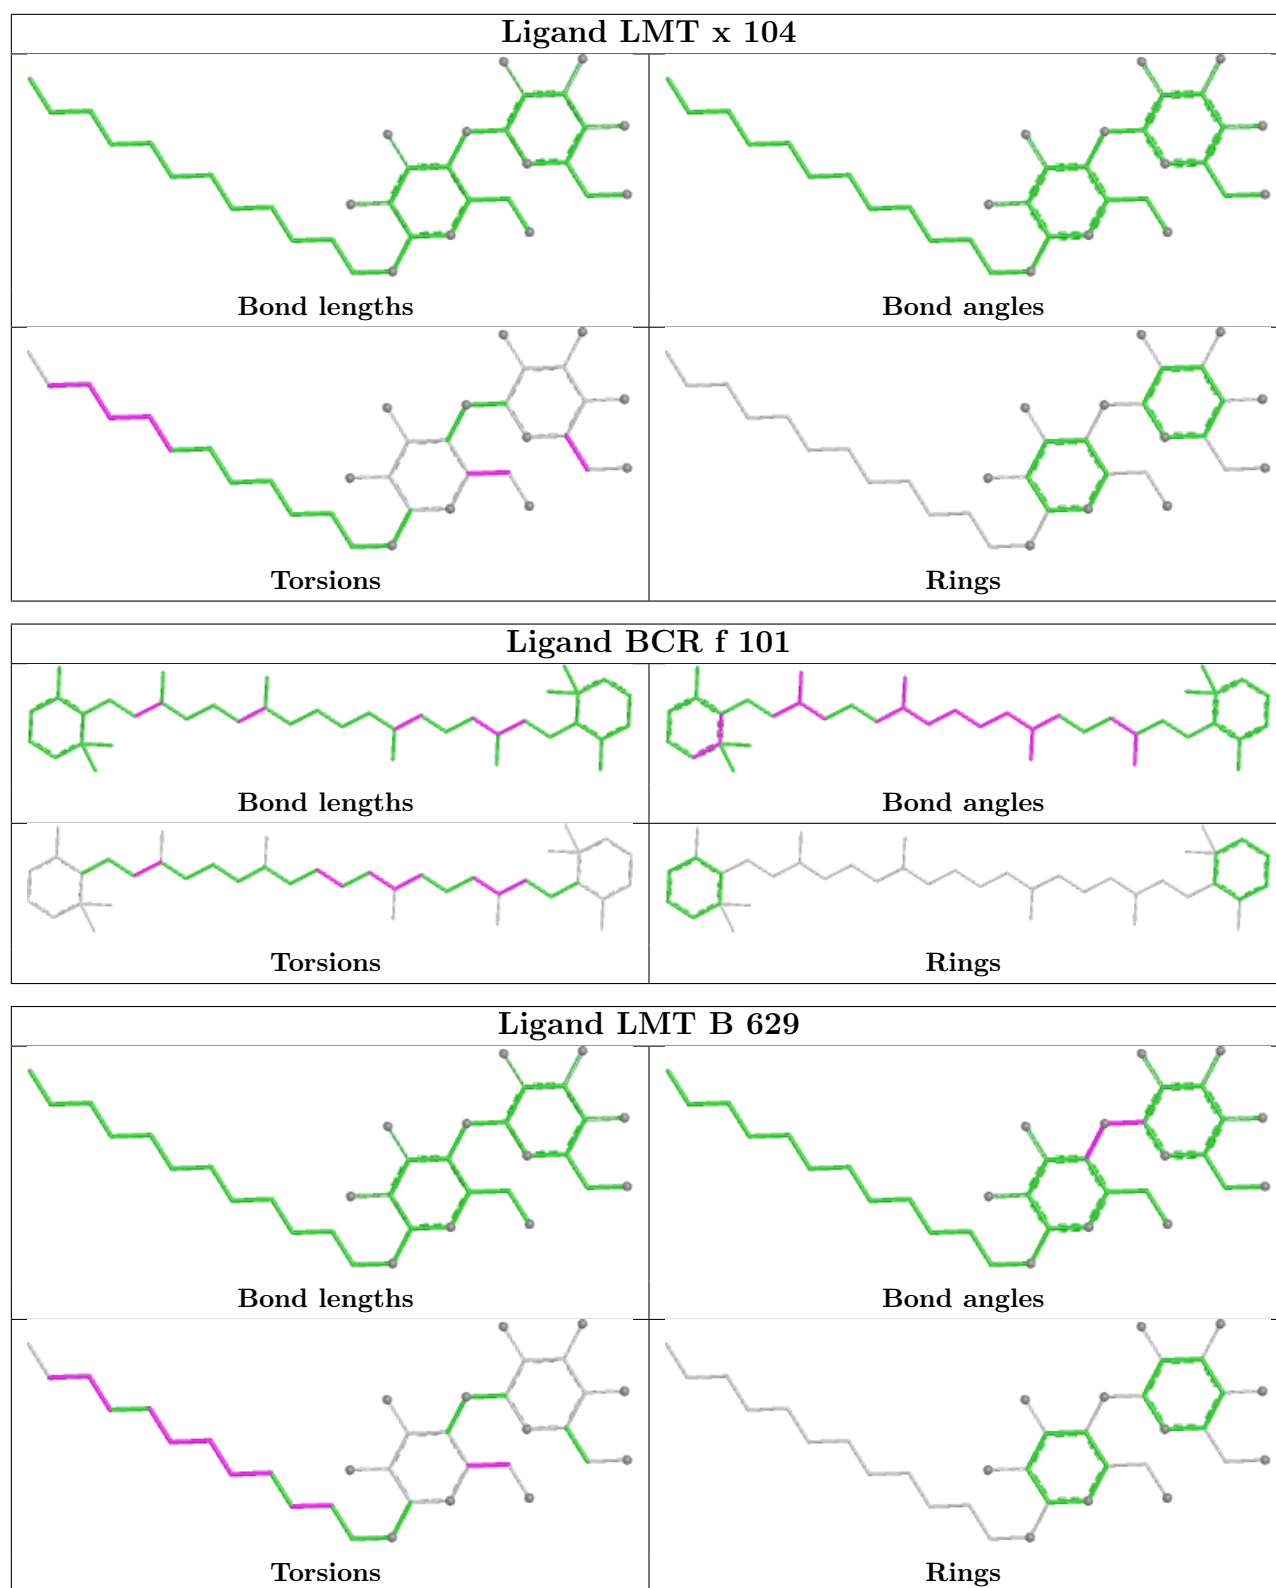 Ligand LMT x 104
Bond lengths
Bond angles
Torsions
Rings
Ligand BCR f 101
Bond lengths
Bond angles
Torsions
Rings
Ligand LMT B 629
Bond lengths
Bond angles
Torsions
Rings